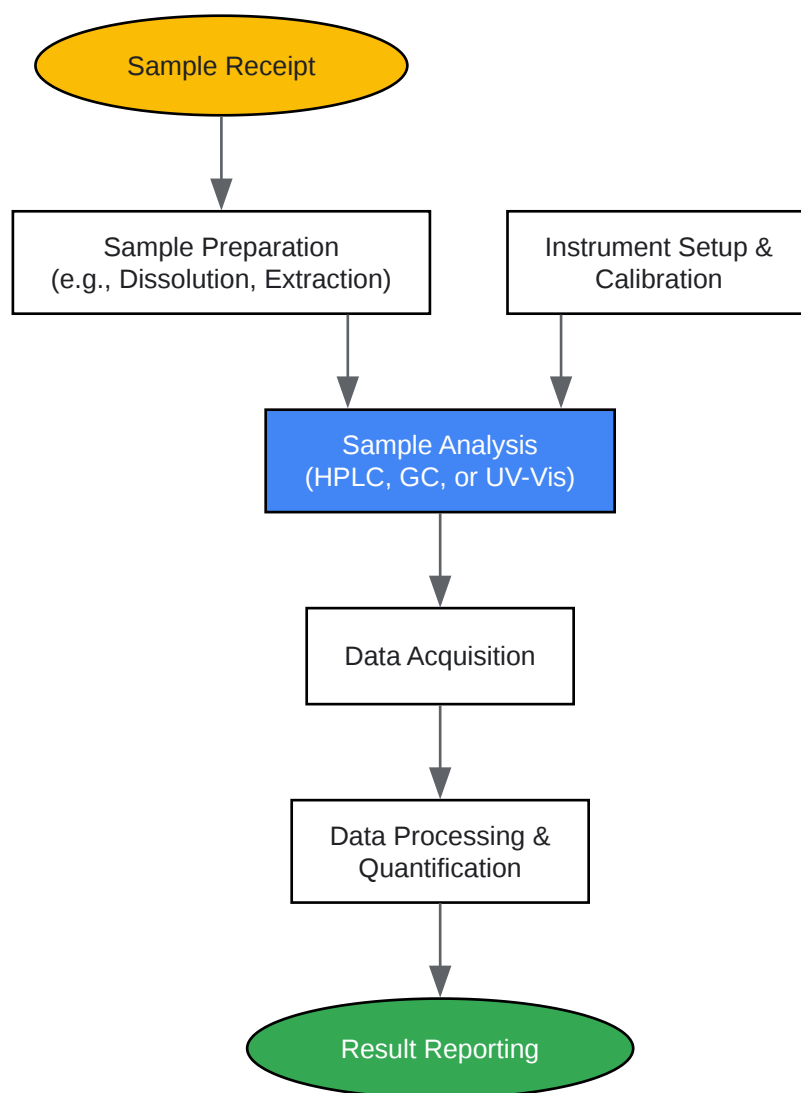 Sample Receipt
Sample Preparation
(e.g., Dissolution, Extraction)
Instrument Setup &
Calibration
Sample Analysis
(HPLC, GC, or UV-Vis)
Data Acquisition
Data Processing &
Quantification
Result Reporting